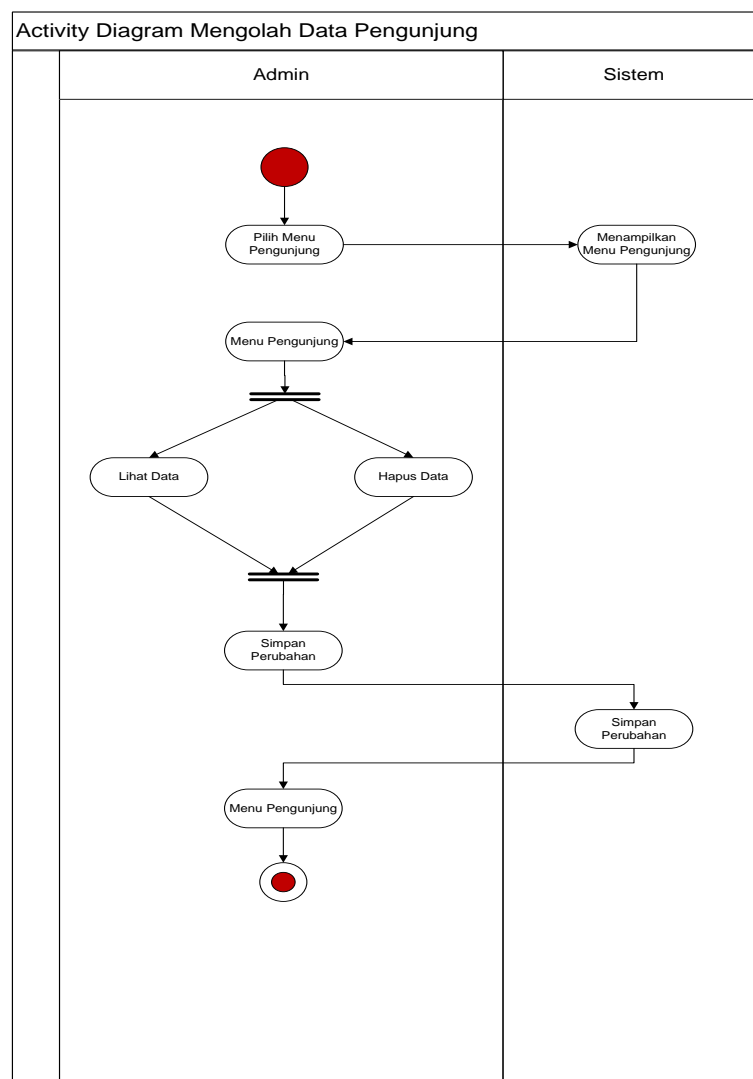 Activity Diagram Mengolah Data Pengunjung
Admin
Sistem
Pilih Menu
Pengunjung
Menampilkan
Menu Pengunjung
Menu Pengunjung
Lihat Data
Hapus Data
Simpan
Perubahan
Simpan
Perubahan
Menu Pengunjung